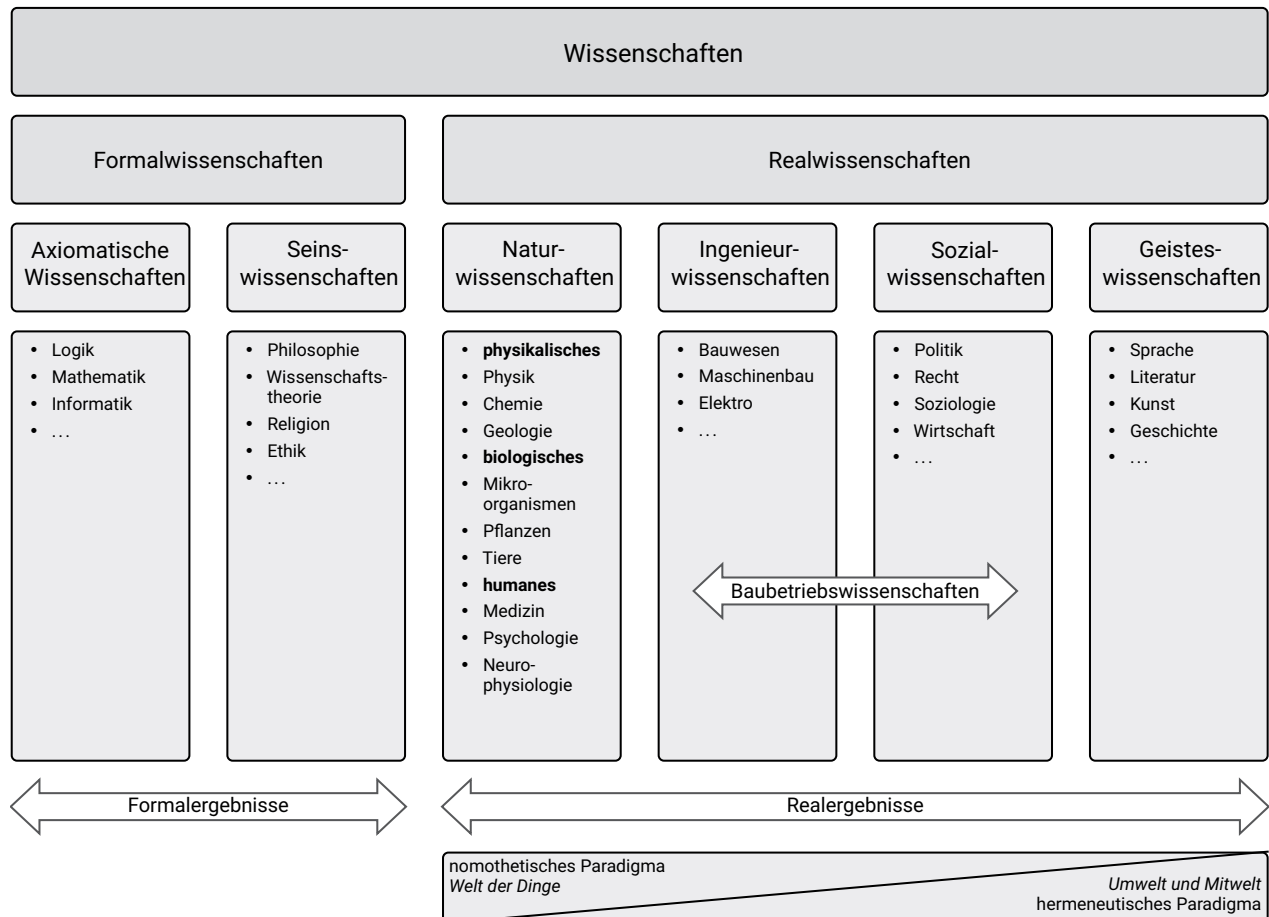 Wissenschaften
Formalwissenschaften
Realwissenschaften
Axiomatische
Wissenschaften
Seins-
wissenschaften
Natur-
wissenschaften
Ingenieur-
wissenschaften
Sozial-
wissenschaften
Geistes-
wissenschaften
• Logik
• Mathematik
• Informatik
• ...
• Philosophie
• Wissenschafts-
theorie
• Religion
• Ethik
• ...
• physikalisches
• Physik
• Chemie
• Geologie
• biologisches
• Mikro-
organismen
• Pflanzen
• Tiere
• humanes
• Medizin
• Psychologie
• Neuro-
physiologie
• Bauwesen
• Maschinenbau
• Elektro
• ...
• Politik
• Recht
• Soziologie
• Wirtschaft
• ...
• Sprache
• Literatur
• Kunst
• Geschichte
• ...
Baubetriebswissenschaften
Formalergebnisse
Realergebnisse
nomothetisches Paradigma
Welt der Dinge
Umwelt und Mitwelt
hermeneutisches Paradigma